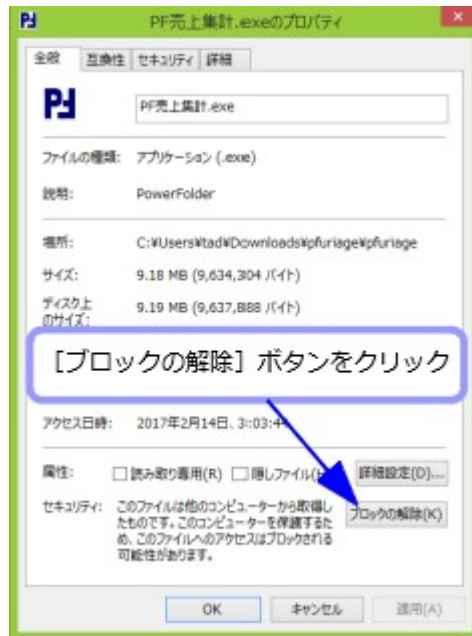 PF売上集計.exeのプロパティ
全般 互換性 セキュリティ 詳細
PF売上集計.exe
ファイルの種類: アプリケーション (.exe)
説明: PowerFolder
場所: C:¥Users¥tad¥Downloads¥pfuriage¥pfuriage
サイズ: 9.18 MB (9,634,304 バイト)
ディスク上
のサイズ: 9.19 MB (9,637,888 バイト)
[ブロックの解除] ボタンをクリック
アクセス日時: 2017年2月14日、3:03:44
属性: 読み取り専用(R) 隠しファイル(H) 詳細設定(D)...
セキュリティ: このファイルは他のコンピューターから取得し
たものです。このコンピューターを保護するた
め、このファイルへのアクセスはブロックされる
可能性があります。
ブロックの解除(K)
OK キャンセル 適用(A)